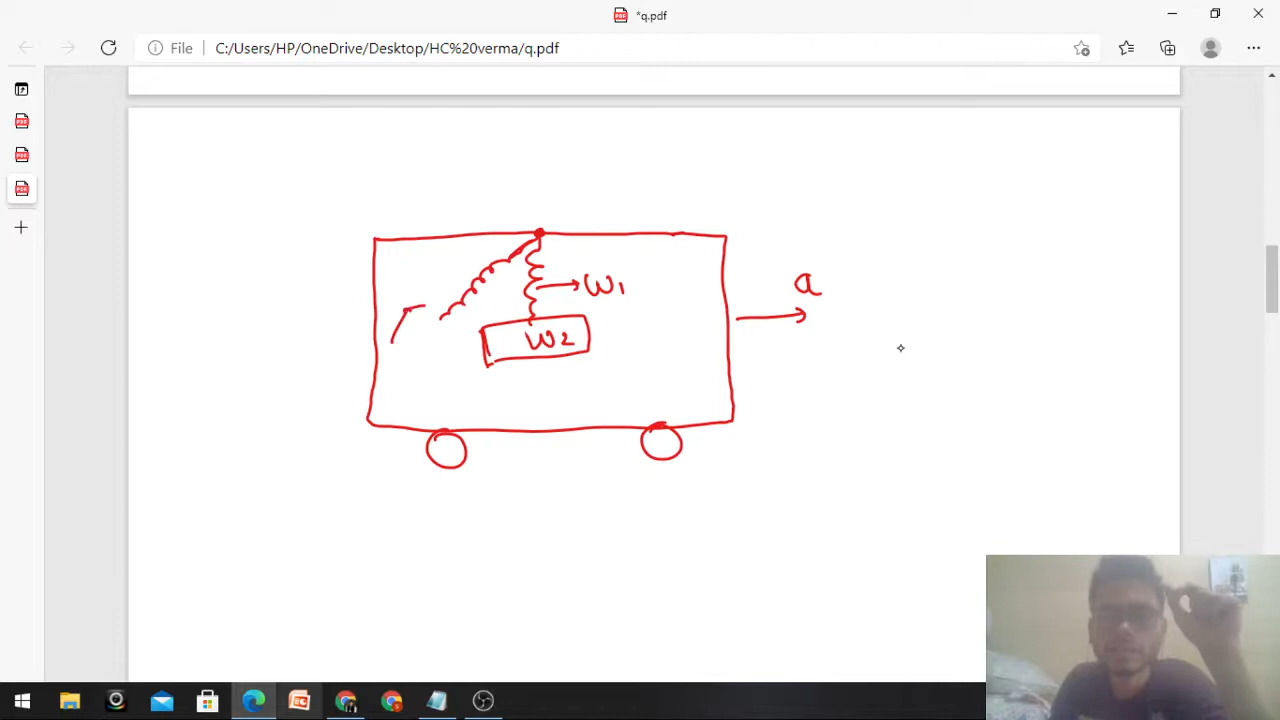 *q.pdf
File
C:/Users/HP/OneDrive/Desktop/HC%20verma/q.pdf
a
W1
W2